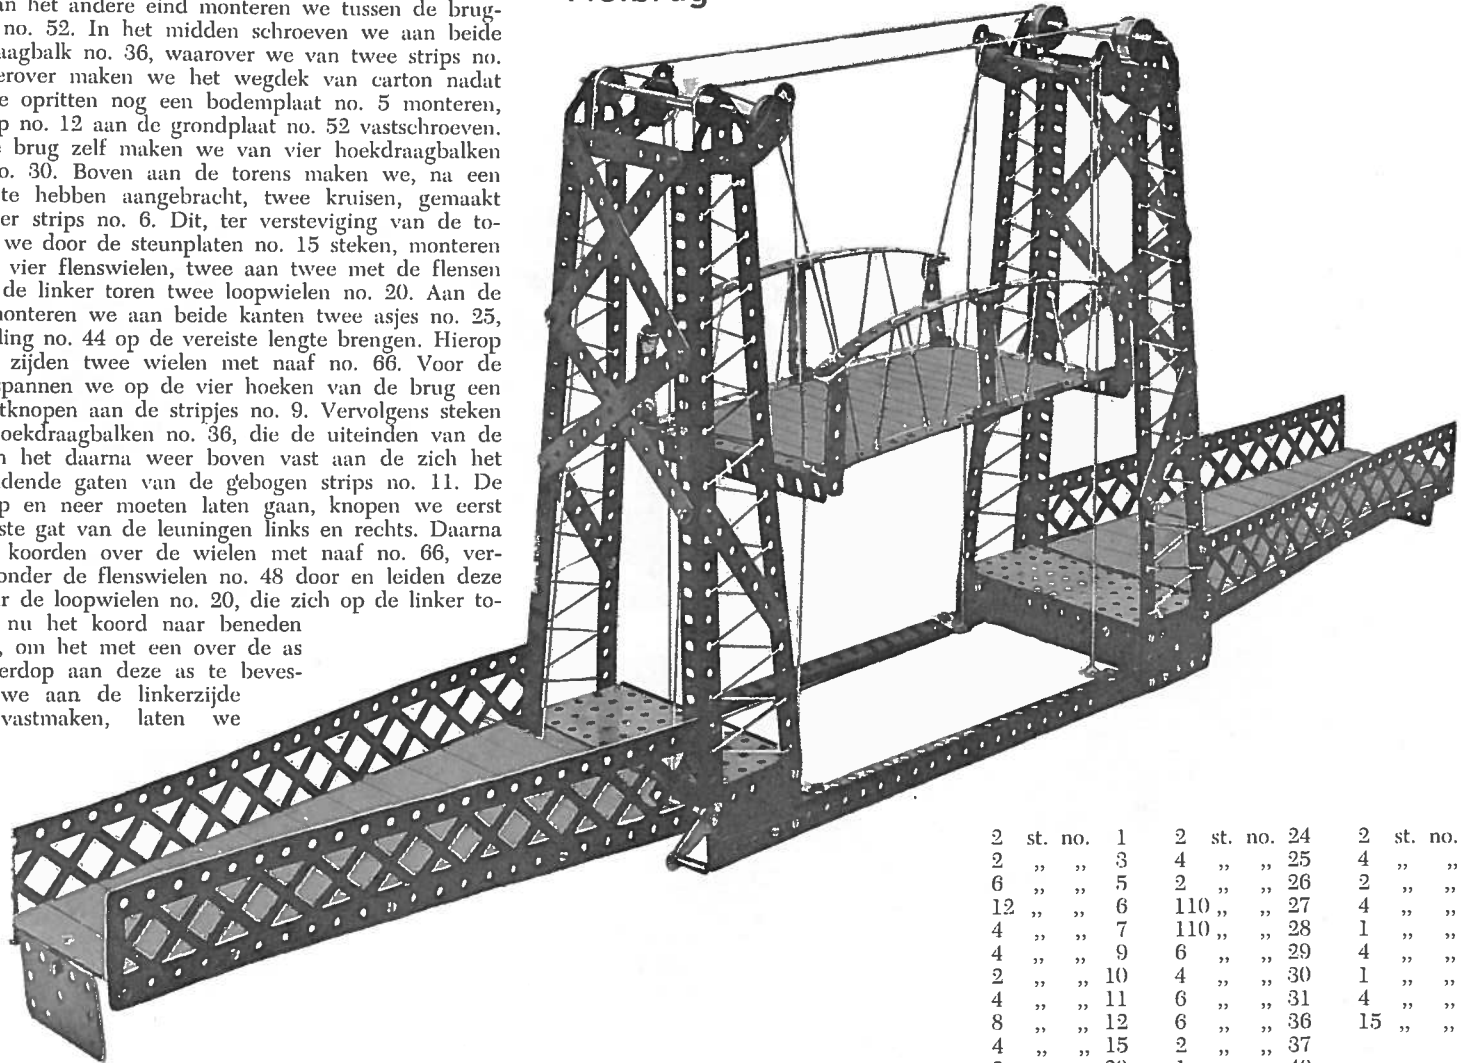 an het andere eind monteren we tussen de brug-
no. 52. In het midden schroeven we aan beide
aagbalk no. 36, waarover we van twee strips no.
erover maken we het wegdek van carton nadat
e opritten nog een bodemplaat no. 5 monteren,
p no. 12 aan de grondplaat no. 52 vastschroeven.
e brug zelf maken we van vier hoekdraagbalken
o. 30. Boven aan de torens maken we, na een
te hebben aangebracht, twee kruisen, gemaakt
er strips no. 6. Dit, ter versteviging van de to-
we door de steunplaten no. 15 steken, monteren
vier flenswielen, twee aan twee met de flensen
de linker toren twee loopwielen no. 20. Aan de
nonteren we aan beide kanten twee asjes no. 25,
ling no. 44 op de vereiste lengte brengen. Hierop
zijden twee wielen met naaf no. 66. Voor de
spannen we op de vier hoeken van de brug een
tknopen aan de stripjes no. 9. Vervolgens steken
oekdraagbalken no. 36, die de uiteinden van de
n het daarna weer boven vast aan de zich het
dende gaten van de gebogen strips no. 11. De
p en neer moeten laten gaan, knopen we eerst
ste gat van de leuningen links en rechts. Daarna
koorden over de wielen met naaf no. 66, ver-
onder de flenswielen no. 48 door en leiden deze
r de loopwielen no. 20, die zich op de linker to-
nu het koord naar beneden
, om het met een over de as
erdop aan deze as te beves-
we aan de linkerzijde
vastmaken, laten we
2 st. no. 1 2 st. no. 24 2 st. no.
2 „ „ 3 4 „ „ 25 4 „ „
6 „ „ 5 2 „ „ 26 2 „ „
12 „ „ 6 110 „ „ 27 4 „ „
4 „ „ 7 110 „ „ 28 1 „ „
4 „ „ 9 6 „ „ 29 4 „ „
2 „ „ 10 4 „ „ 30 1 „ „
4 „ „ 11 6 „ „ 31 4 „ „
8 „ „ 12 6 „ „ 36 15 „ „
4 „ „ 15 2 „ „ 37